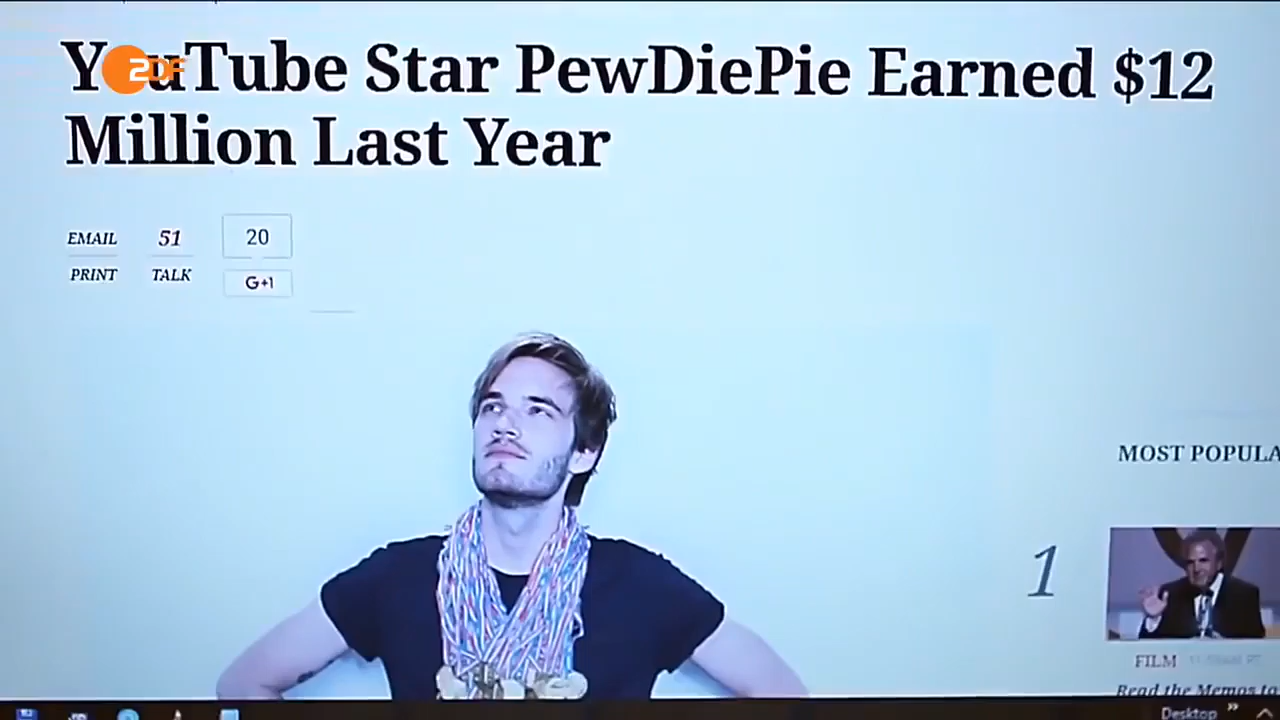 YouTube Star PewDiePie Earned $12
Million Last Year
ZDF
EMAIL
51
20
PRINT
TALK
G+1
MOST POPULA
1
FILM
Read the Memos to
Desktop